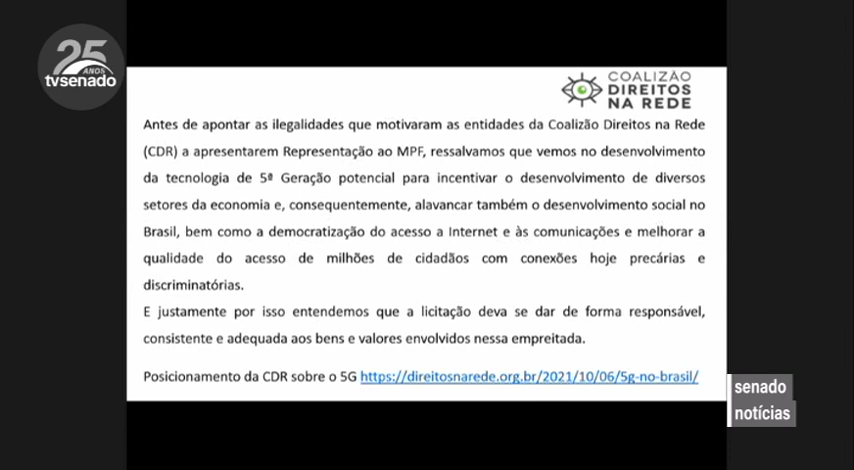 25
ANOS
tvsenado
COALIZÃO
DIREITOS
NA REDE
Antes de apontar as ilegalidades que motivaram as entidades da Coalizão Direitos na Rede
(CDR) a apresentarem Representação ao MPF, ressalvamos que vemos no desenvolvimento
da tecnologia de 5ª Geração potencial para incentivar o desenvolvimento de diversos
setores da economia e, consequentemente, alavancar também o desenvolvimento social no
Brasil, bem como a democratização do acesso a Internet e às comunicações e melhorar a
qualidade do acesso de milhões de cidadãos com conexões hoje precárias e
discriminatórias.
E justamente por isso entendemos que a licitação deva se dar de forma responsável,
consistente e adequada aos bens e valores envolvidos nessa empreitada.
Posicionamento da CDR sobre o 5G https://direitosnarede.org.br/2021/10/06/5g-no-brasil/
senado
notícias